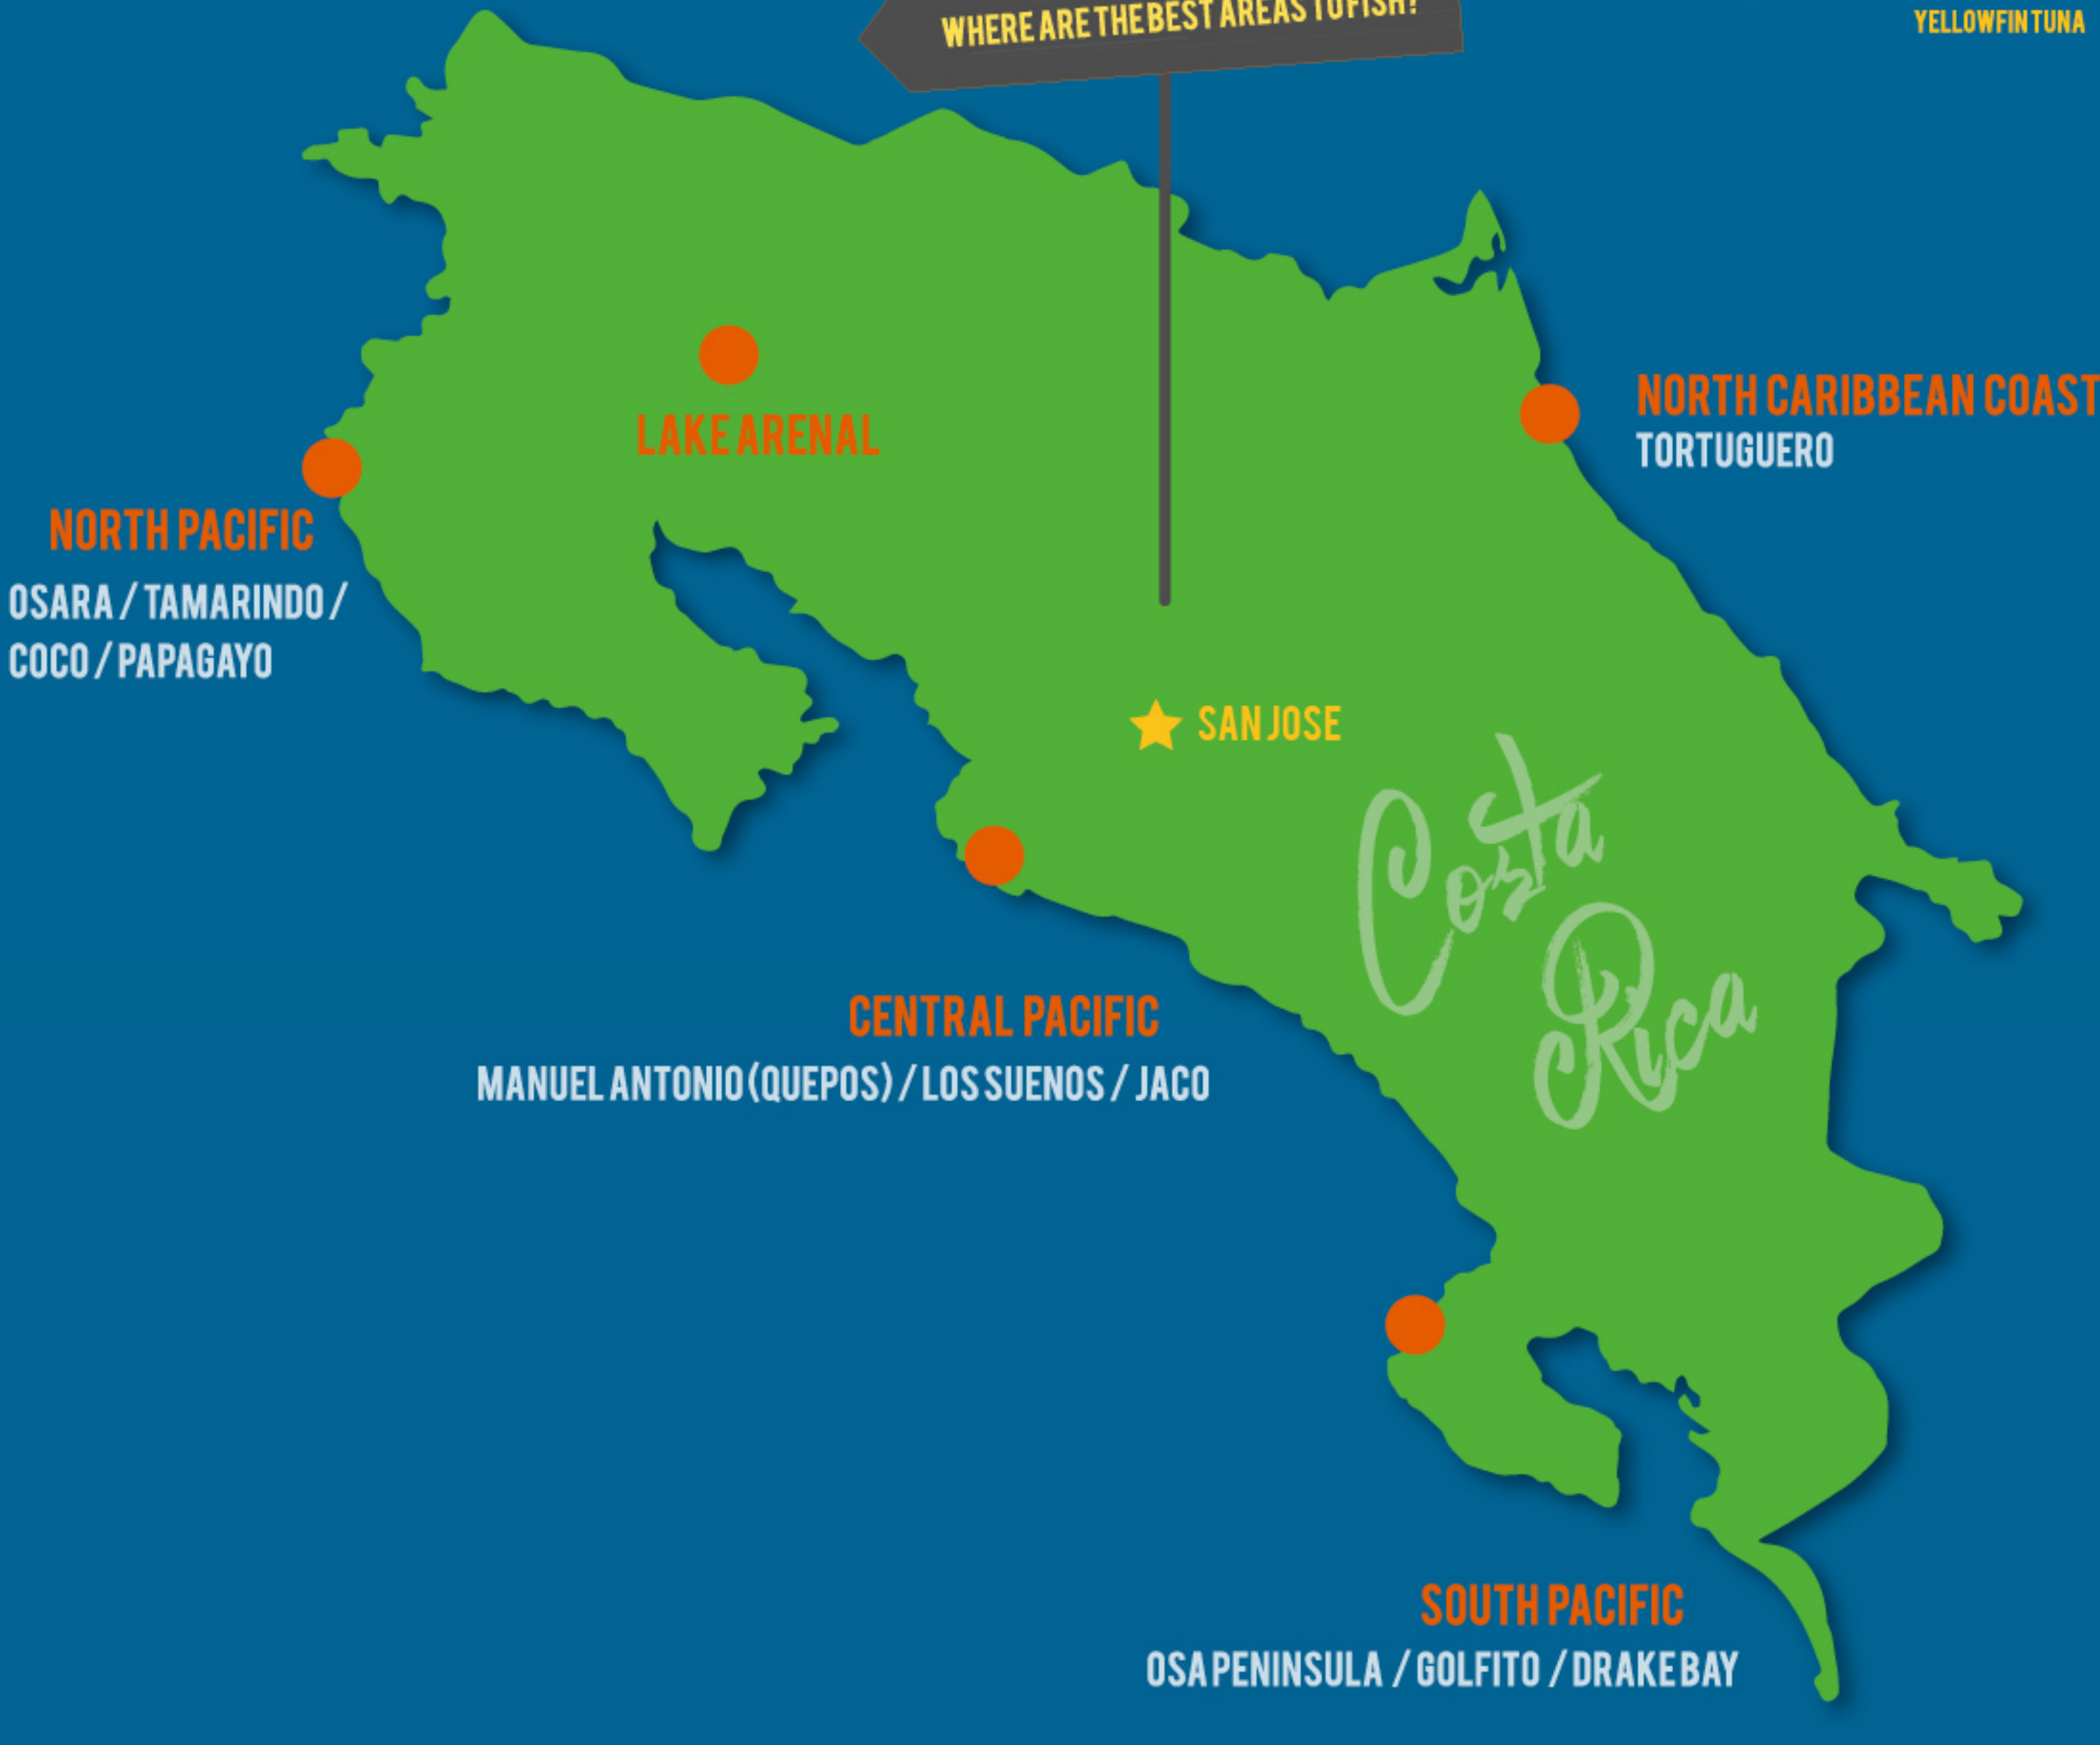 WHERE ARE THE BEST AREAS TO FISH?
YELLOWFIN TUNA
LAKE ARENAL
NORTH CARIBBEAN COAST
TORTUGUERO
NORTH PACIFIC
OSARA / TAMARINDO /
COCO / PAPAGAYO
SAN JOSE
Costa
Rica
CENTRAL PACIFIC
MANUEL ANTONIO (QUEPOS) / LOS SUENOS / JACO
SOUTH PACIFIC
OSA PENINSULA / GOLFITO / DRAKE BAY